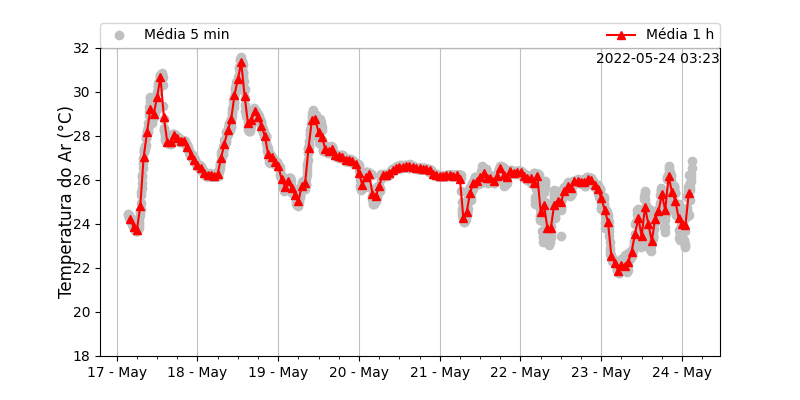 Média 5 min
Média 1 h
2022-05-24 03:23
Temperatura do Ar (°C)
32
30
28
26
24
22
20
18
17 - May
18 - May
19 - May
20 - May
21 - May
22 - May
23 - May
24 - May